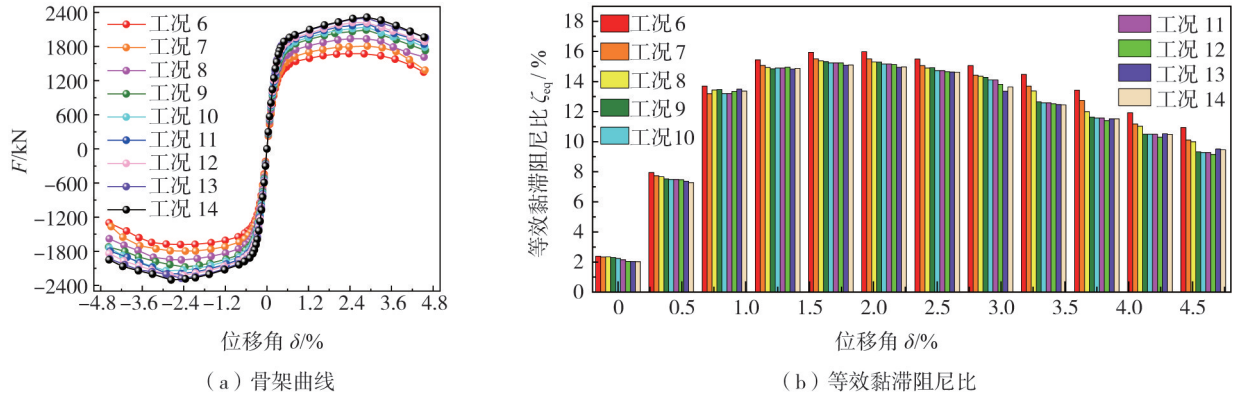 2400
1800
1200
600
0
-600
-1200
-1800
-2400
F/kN
工况 6
工况 7
工况 8
工况 9
工况 10
工况 11
工况 12
工况 13
工况 14
-4.8 -3.6 -2.4 -1.2 0 1.2 2.4 3.6 4.8
位移角 δ/%
(a)骨架曲线
18
16
14
12
10
8
6
4
2
0
等效黏滞阻尼比 ζeq/%
工况 6
工况 7
工况 8
工况 9
工况10
工况 11
工况 12
工况 13
工况 14
0 0.5 1.0 1.5 2.0 2.5 3.0 3.5 4.0 4.5
位移角 δ/%
(b)等效黏滞阻尼比